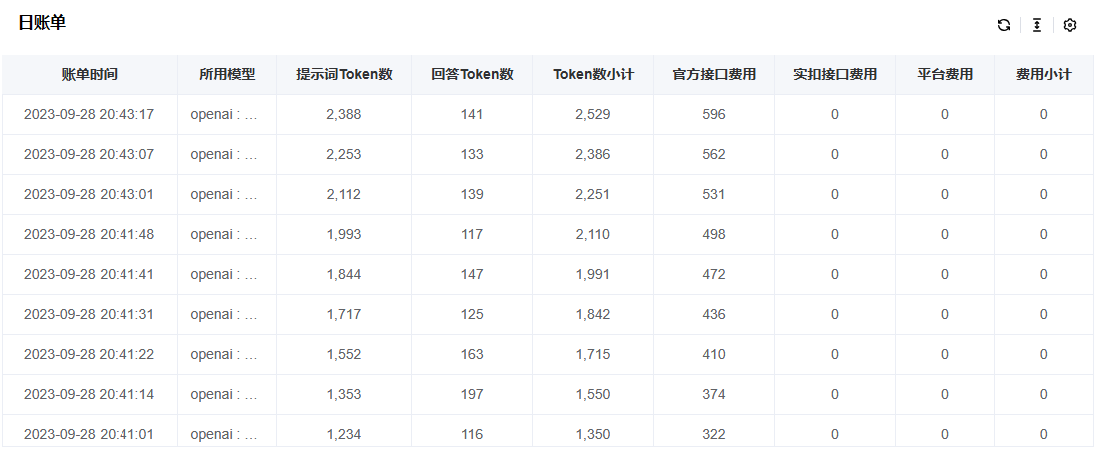 日账单
账单时间 所用模型 提示词Token数 回答Token数 Token数小计 官方接口费用 实扣接口费用 平台费用 费用小计
2023-09-28 20:43:17 openai : ... 2,388 141 2,529 596 0 0 0
2023-09-28 20:43:07 openai : ... 2,253 133 2,386 562 0 0 0
2023-09-28 20:43:01 openai : ... 2,112 139 2,251 531 0 0 0
2023-09-28 20:41:48 openai : ... 1,993 117 2,110 498 0 0 0
2023-09-28 20:41:41 openai : ... 1,844 147 1,991 472 0 0 0
2023-09-28 20:41:31 openai : ... 1,717 125 1,842 436 0 0 0
2023-09-28 20:41:22 openai : ... 1,552 163 1,715 410 0 0 0
2023-09-28 20:41:14 openai : ... 1,353 197 1,550 374 0 0 0
2023-09-28 20:41:01 openai : ... 1,234 116 1,350 322 0 0 0